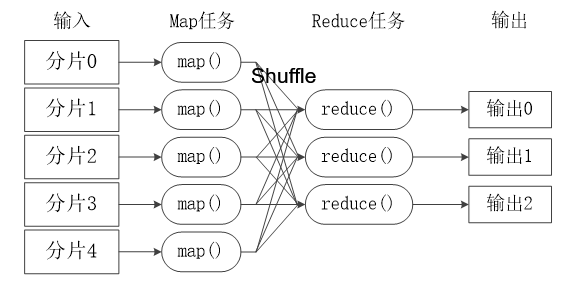 输入 Map任务 Reduce任务 输出
分片0 map()
Shuffle
分片1 map() reduce() 输出0
分片2 map() reduce() 输出1
分片3 map() reduce() 输出2
分片4 map()